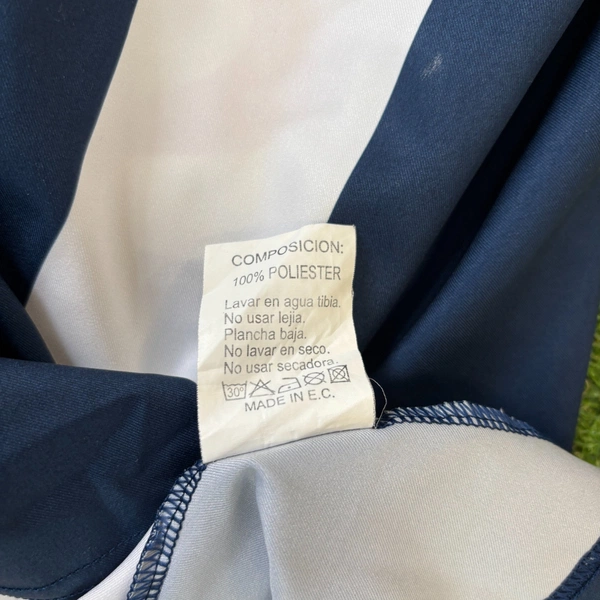 COMPOSICION:
100% POLIESTER
Lavar en agua tibia.
No usar lejia.
Plancha baja.
No lavar en seco.
No usar secadora.
30°
MADE IN E.C.